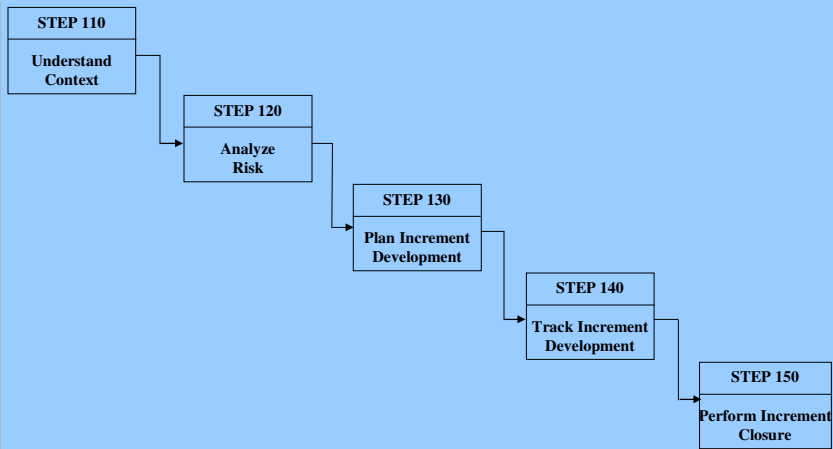 STEP 110
Understand
Context
STEP 120
Analyze
Risk
STEP 130
Plan Increment
Development
STEP 140
Track Increment
Development
STEP 150
Perform Increment
Closure